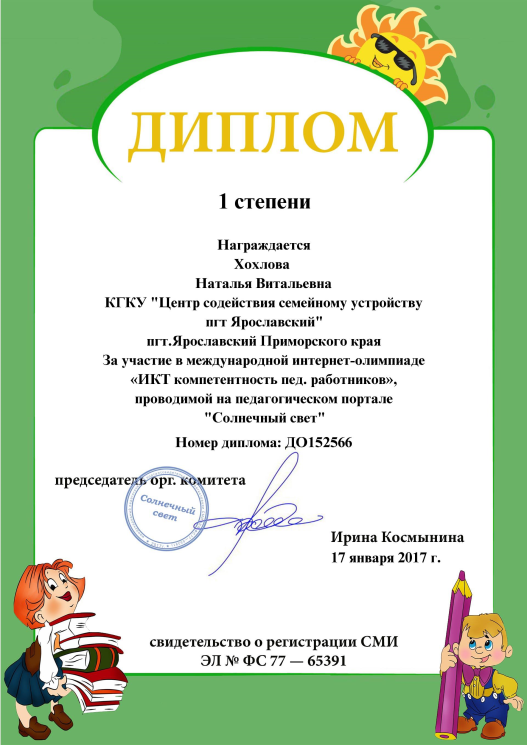 ДИПЛОМ
1 степени
Награждается
Хохлова
Наталья Витальевна
КГКУ "Центр содействия семейному устройству
пгт Ярославский"
пгт.Ярославский Приморского края
За участие в международной интернет-олимпиаде
«ИКТ компетентность пед. работников»,
проводимой на педагогическом портале
"Солнечный свет"
Номер диплома: ДО152566
председатель орг. комитета
Солнечный
свет
Ирина Космынина
17 января 2017 г.
свидетельство о регистрации СМИ
ЭЛ № ФС 77 — 65391